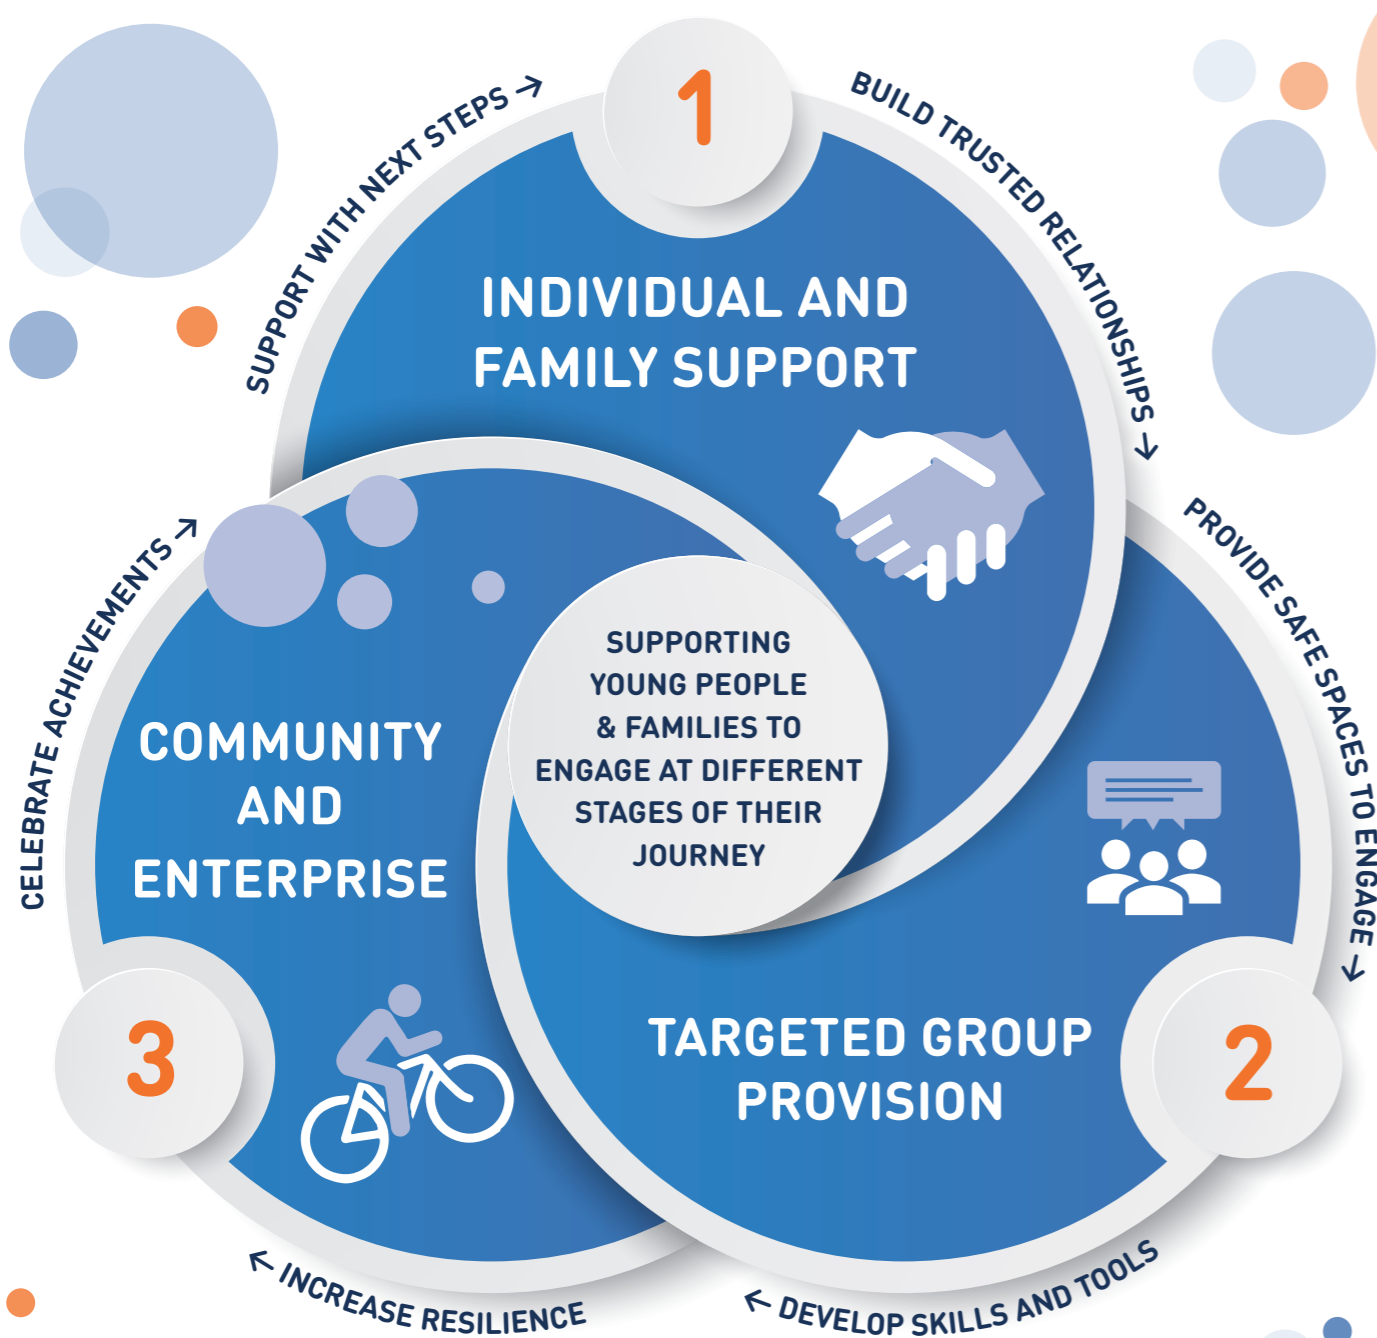 1
INDIVIDUAL AND
FAMILY SUPPORT
BUILD TRUSTED RELATIONSHIPS →
PROVIDE SAFE SPACES TO ENGAGE →
2
TARGETED GROUP
PROVISION
← DEVELOP SKILLS AND TOOLS
← INCREASE RESILIENCE
3
COMMUNITY
AND
ENTERPRISE
CELEBRATE ACHIEVEMENTS →
SUPPORT WITH NEXT STEPS →
SUPPORTING
YOUNG PEOPLE
& FAMILIES TO
ENGAGE AT DIFFERENT
STAGES OF THEIR
JOURNEY